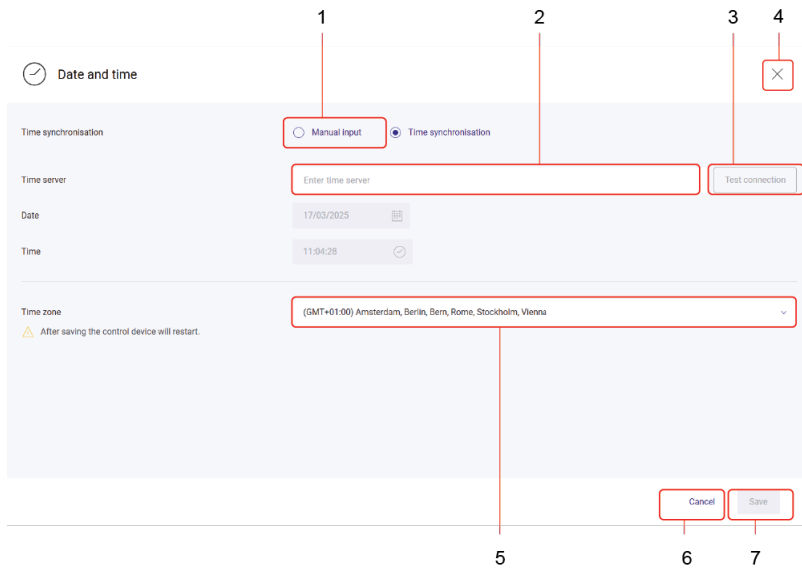 1 2 3 4
Date and time
Time synchronisation Manual input Time synchronisation
Time server Enter time server Test connection
Date 17/03/2025
Time 11:04:28
Time zone (GMT+01:00) Amsterdam, Berlin, Bern, Rome, Stockholm, Vienna
After saving the control device will restart.
Cancel Save
5 6 7